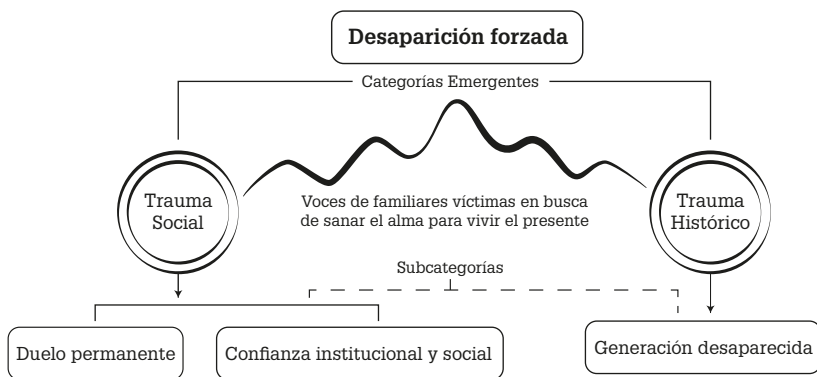 Desaparición forzada
Categorías Emergentes
Trauma
Social
Voces de familiares víctimas en busca
de sanar el alma para vivir el presente
Trauma
Histórico
Subcategorías
Duelo permanente
Confianza institucional y social
Generación desaparecida